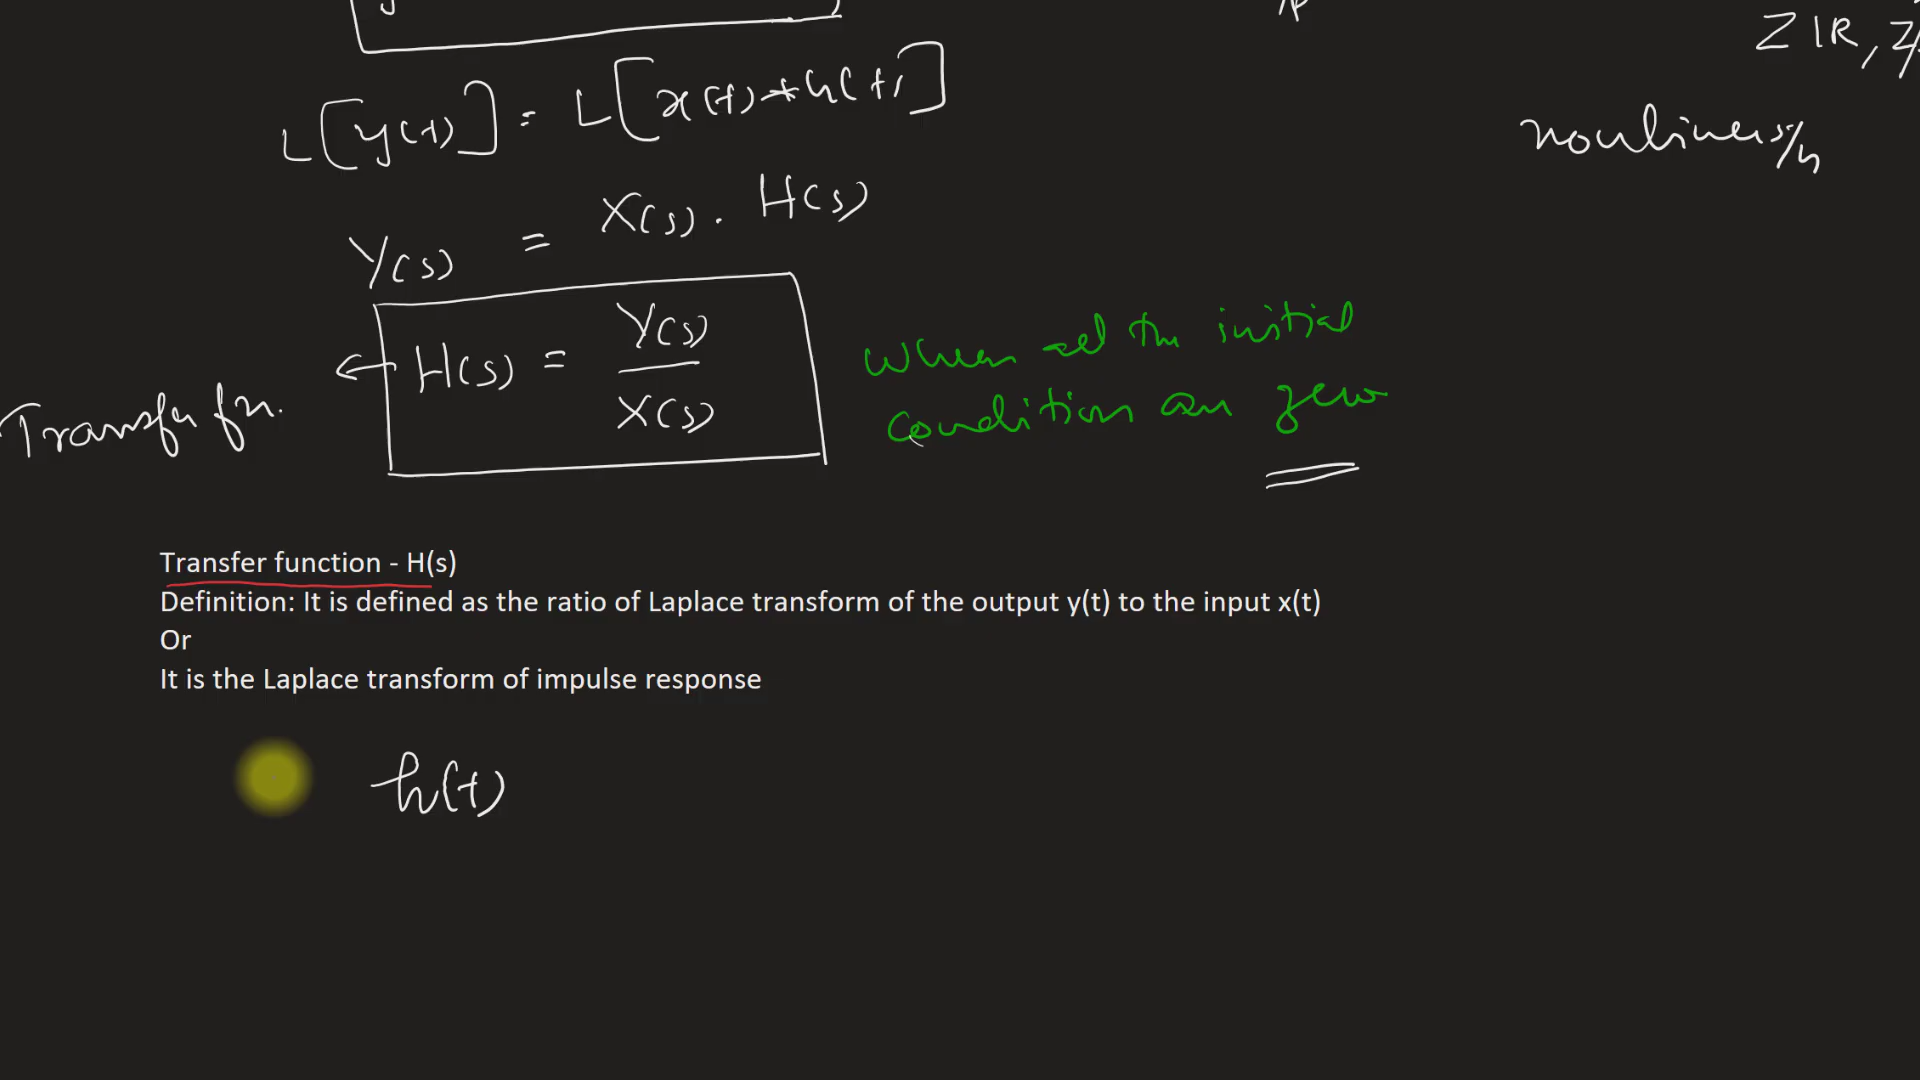 ZIR,
L[y(t)] = L[x(t)*h(t)]
nonlinear s/y
Y(s) = X(s) . H(s)
H(s) = Y(s) / X(s)
When all the initial
condition are zero
Transfer fn.
Transfer function - H(s)
Definition: It is defined as the ratio of Laplace transform of the output y(t) to the input x(t)
Or
It is the Laplace transform of impulse response
h(t)